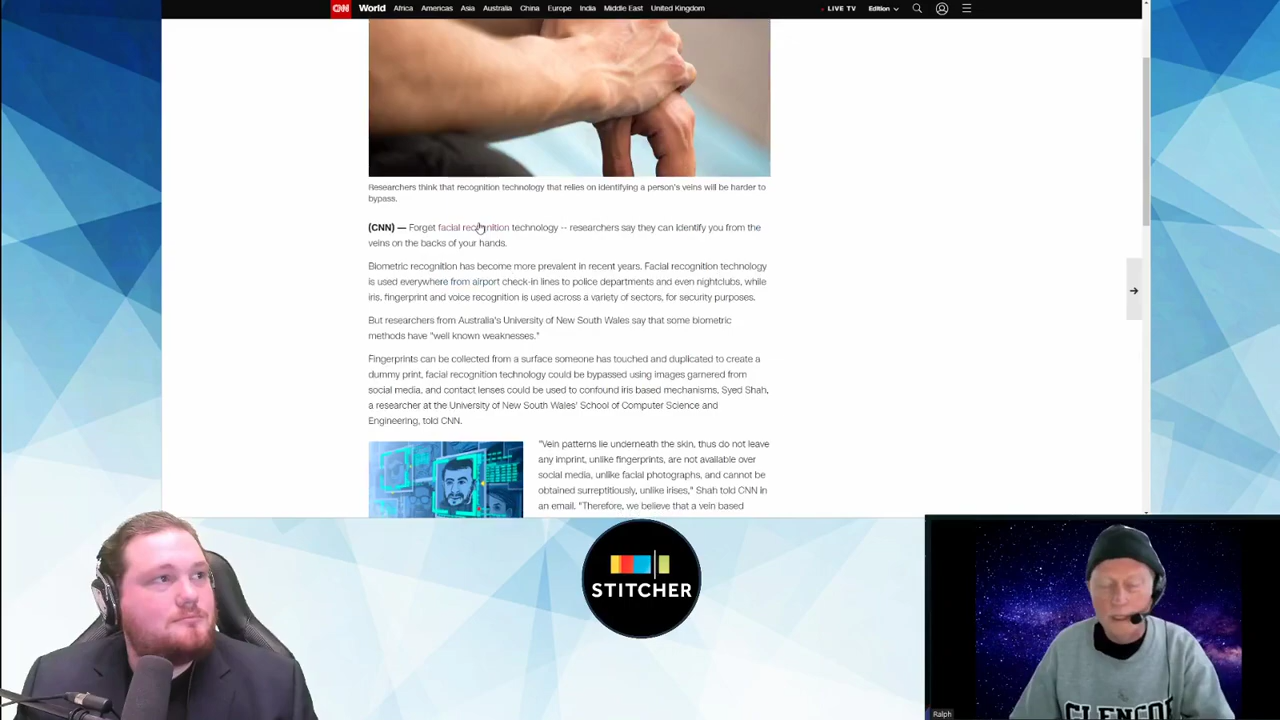 CNN World Africa Americas Asia Australia China Europe India Middle East United Kingdom LIVE TV Edition
Researchers think that recognition technology that relies on identifying a person's veins will be harder to
bypass.
(CNN) — Forget facial recognition technology -- researchers say they can identify you from the
veins on the backs of your hands.
Biometric recognition has become more prevalent in recent years. Facial recognition technology
is used everywhere from airport check-in lines to police departments and even nightclubs, while
iris, fingerprint and voice recognition is used across a variety of sectors, for security purposes.
But researchers from Australia's University of New South Wales say that some biometric
methods have "well known weaknesses."
Fingerprints can be collected from a surface someone has touched and duplicated to create a
dummy print, facial recognition technology could be bypassed using images garnered from
social media, and contact lenses could be used to confound iris based mechanisms, Syed Shah,
a researcher at the University of New South Wales' School of Computer Science and
Engineering, told CNN.
"Vein patterns lie underneath the skin, thus do not leave
any imprint, unlike fingerprints, are not available over
social media, unlike facial photographs, and cannot be
obtained surreptitiously, unlike irises," Shah told CNN in
an email. "Therefore, we believe that a vein based
STITCHER
GLENCOE
Ralph